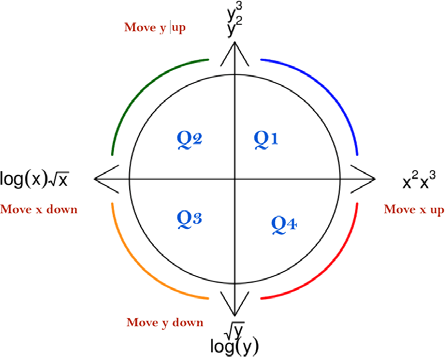 y³
Move y up
y²
Q2 Q1
log(x) √x
x² x³
Move x down
Move x up
Q3 Q4
Move y down
√y
log(y)